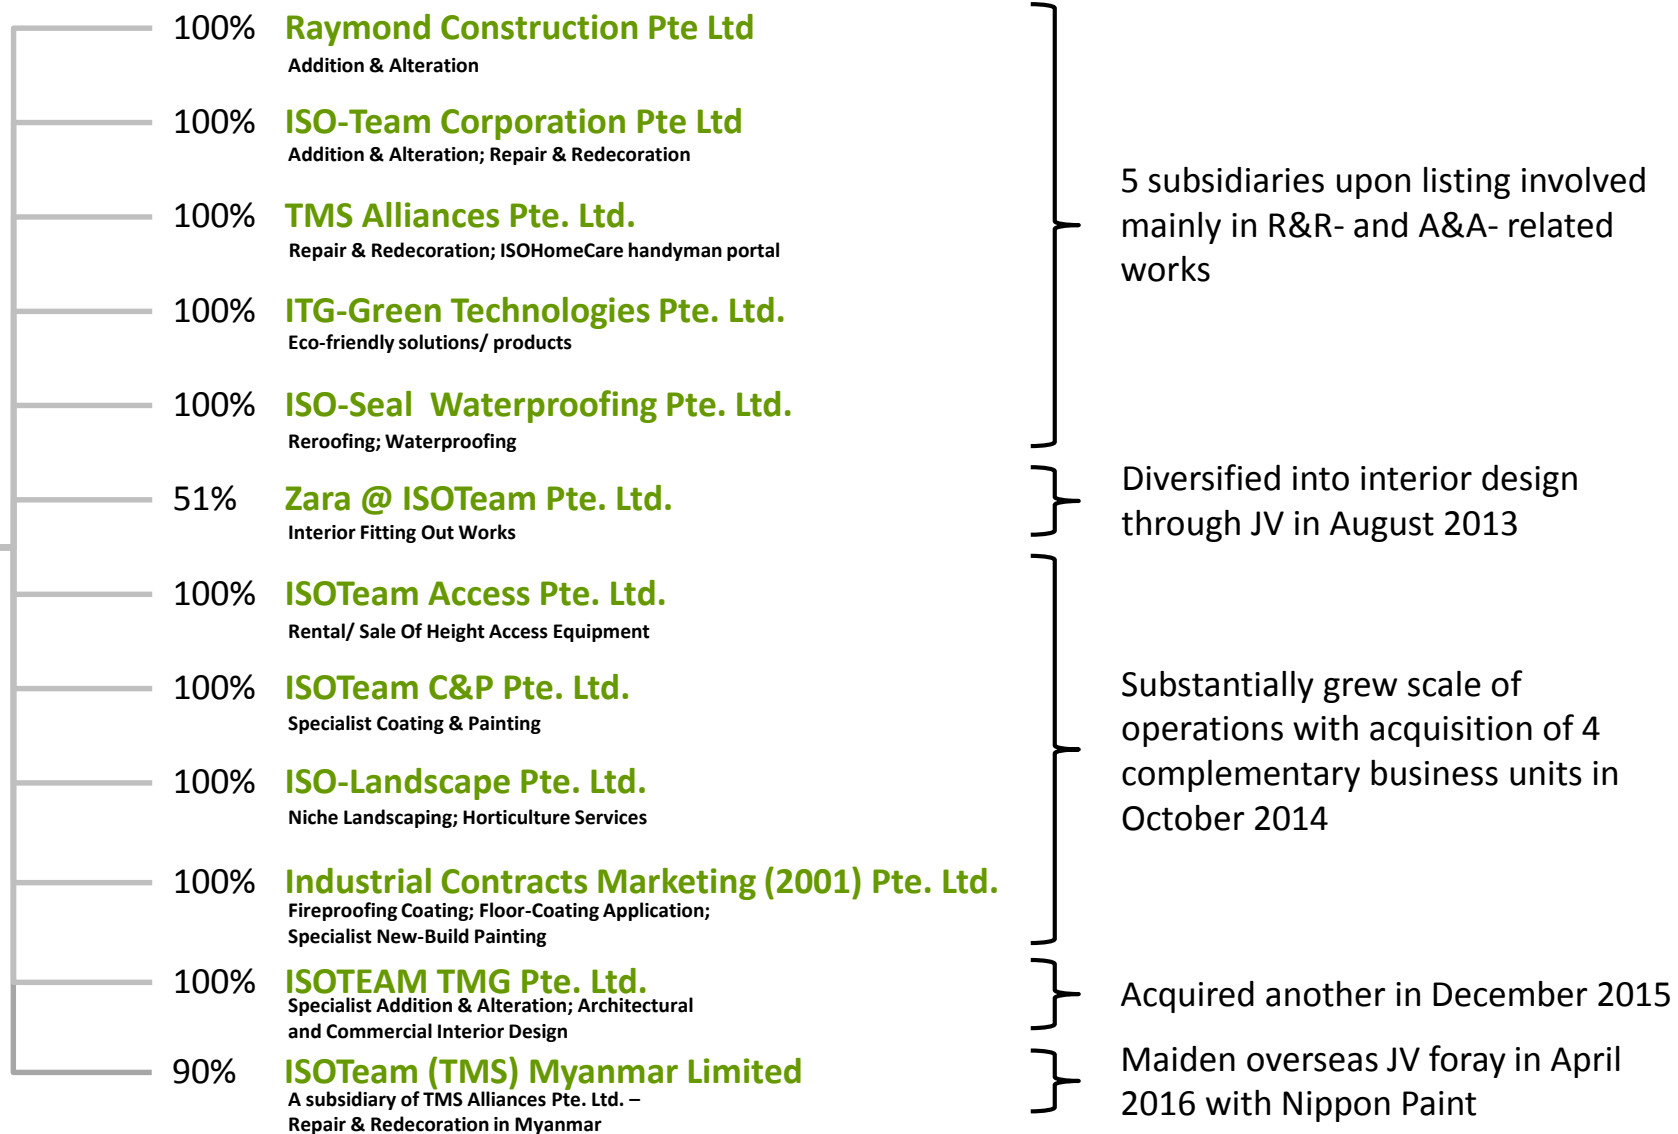 100% Raymond Construction Pte Ltd
Addition & Alteration
100% ISO-Team Corporation Pte Ltd
Addition & Alteration; Repair & Redecoration
100% TMS Alliances Pte. Ltd.
Repair & Redecoration; ISOHomeCare handyman portal
100% ITG-Green Technologies Pte. Ltd.
Eco-friendly solutions/ products
100% ISO-Seal Waterproofing Pte. Ltd.
Reroofing; Waterproofing
5 subsidiaries upon listing involved
mainly in R&R- and A&A- related
works
51% Zara @ ISOTeam Pte. Ltd.
Interior Fitting Out Works
Diversified into interior design
through JV in August 2013
100% ISOTeam Access Pte. Ltd.
Rental/ Sale Of Height Access Equipment
100% ISOTeam C&P Pte. Ltd.
Specialist Coating & Painting
100% ISO-Landscape Pte. Ltd.
Niche Landscaping; Horticulture Services
100% Industrial Contracts Marketing (2001) Pte. Ltd.
Fireproofing Coating; Floor-Coating Application;
Specialist New-Build Painting
Substantially grew scale of
operations with acquisition of 4
complementary business units in
October 2014
100% ISOTEAM TMG Pte. Ltd.
Specialist Addition & Alteration; Architectural
and Commercial Interior Design
Acquired another in December 2015
90% ISOTeam (TMS) Myanmar Limited
A subsidiary of TMS Alliances Pte. Ltd. –
Repair & Redecoration in Myanmar
Maiden overseas JV foray in April
2016 with Nippon Paint